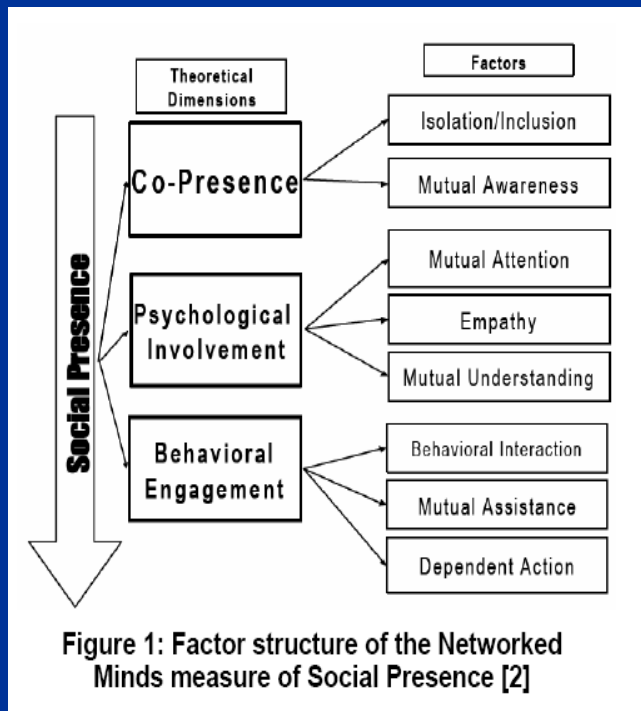 Theoretical
Dimensions
Factors
Social Presence
Co-Presence
Isolation/Inclusion
Mutual Awareness
Psychological
Involvement
Mutual Attention
Empathy
Mutual Understanding
Behavioral
Engagement
Behavioral Interaction
Mutual Assistance
Dependent Action
Figure 1: Factor structure of the Networked
Minds measure of Social Presence [2]